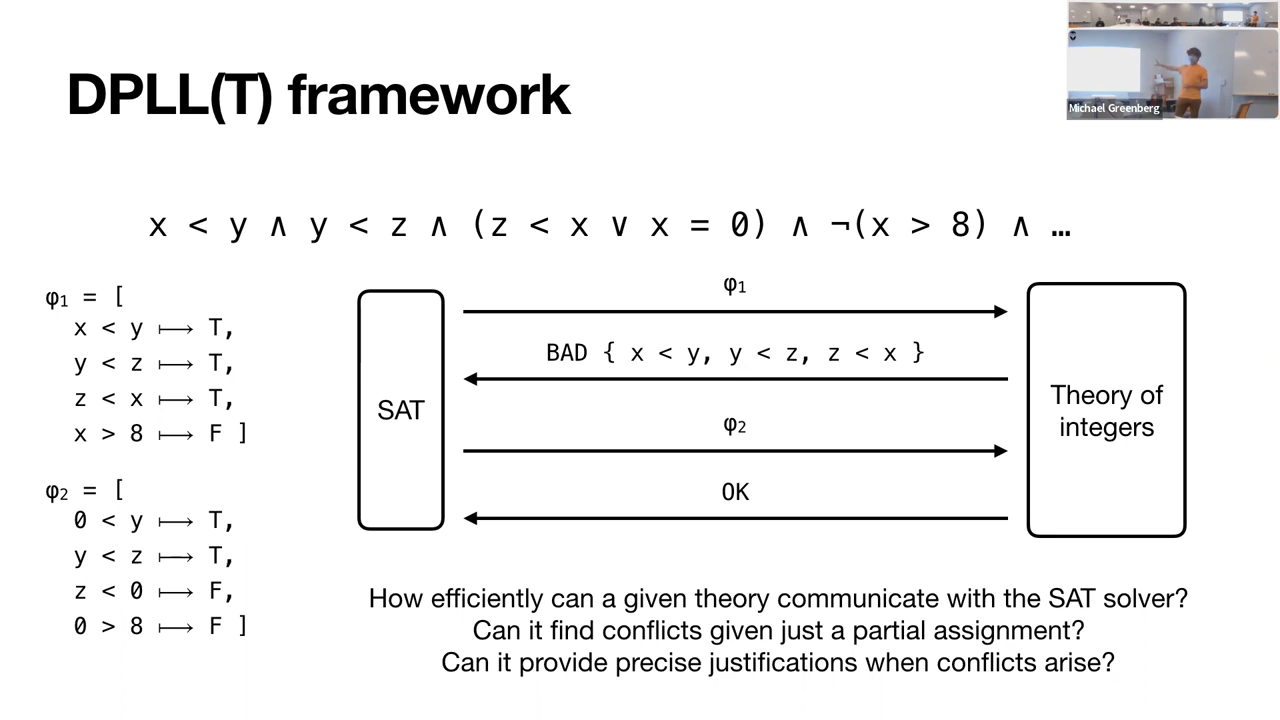 DPLL(T) framework
Michael Greenberg
x < y ∧ y < z ∧ (z < x ∨ x = 0) ∧ ¬(x > 8) ∧ …
φ₁ = [
x < y ⟼ T,
y < z ⟼ T,
z < x ⟼ T,
x > 8 ⟼ F ]
φ₂ = [
0 < y ⟼ T,
y < z ⟼ T,
z < 0 ⟼ F,
0 > 8 ⟼ F ]
SAT
φ₁
BAD { x < y, y < z, z < x }
φ₂
OK
Theory of
integers
How efficiently can a given theory communicate with the SAT solver?
Can it find conflicts given just a partial assignment?
Can it provide precise justifications when conflicts arise?